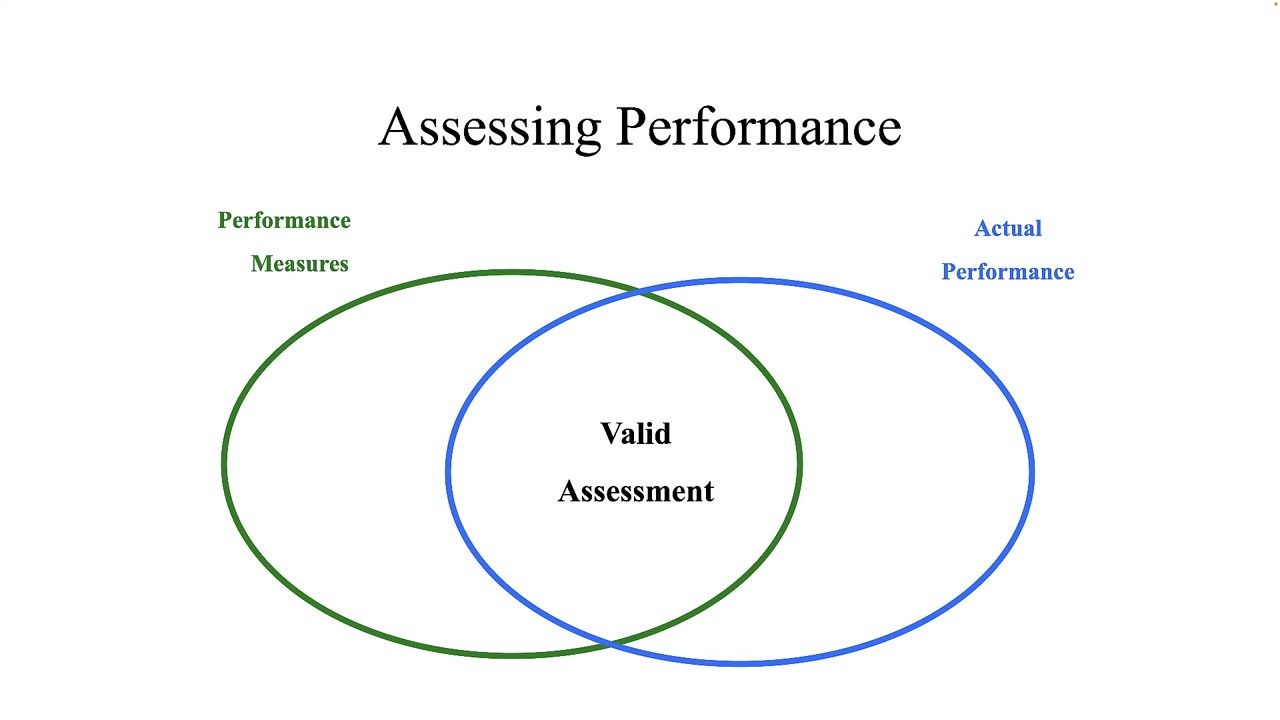 Assessing Performance
Performance
Measures
Actual
Performance
Valid
Assessment